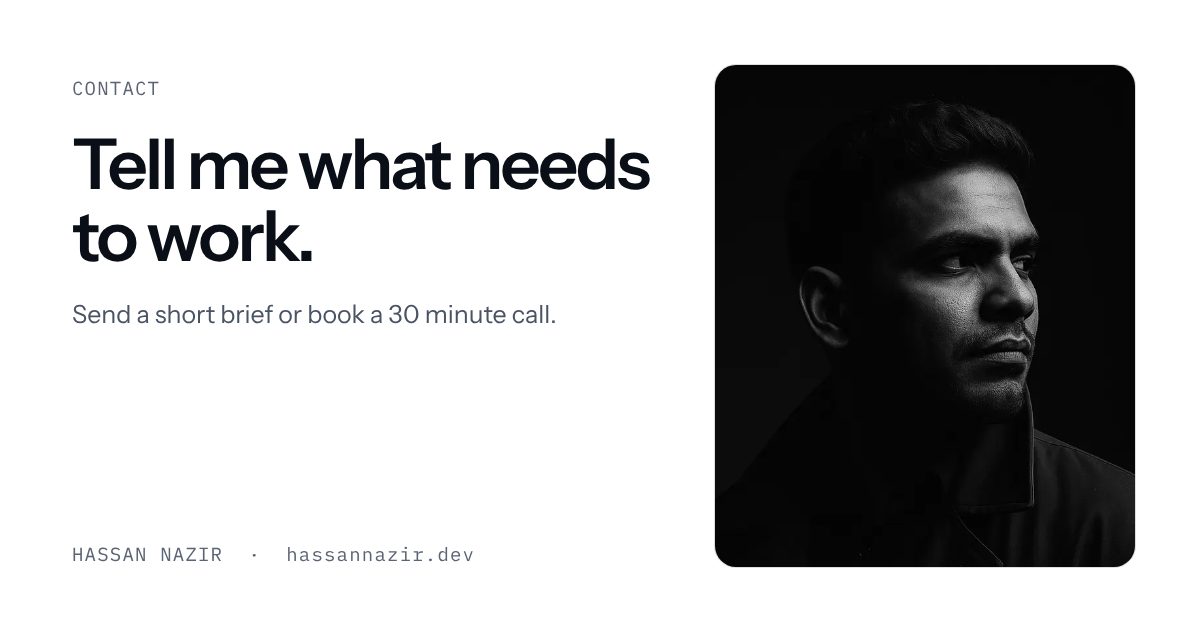 CONTACT
Tell me what needs
to work.
Send a short brief or book a 30 minute call.
HASSAN NAZIR · hassannazir.dev